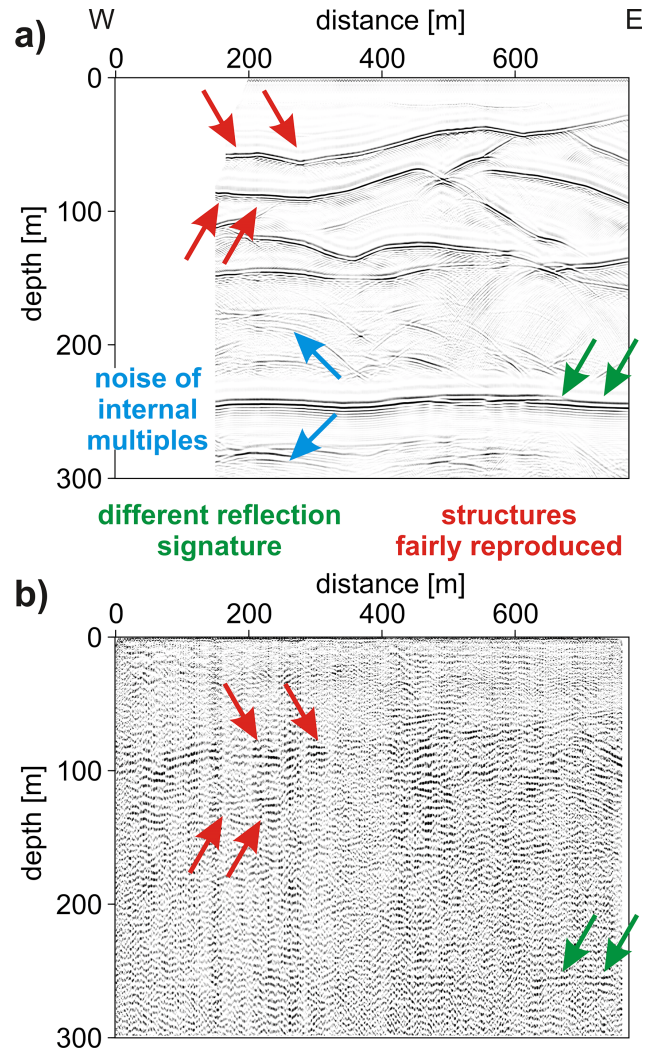 W distance [m] E
a)
0 200 400 600
0
100
depth [m]
200
noise of
internal
multiples
300
different reflection
signature
structures
fairly reproduced
b)
distance [m]
0 200 400 600
0
100
depth [m]
200
300